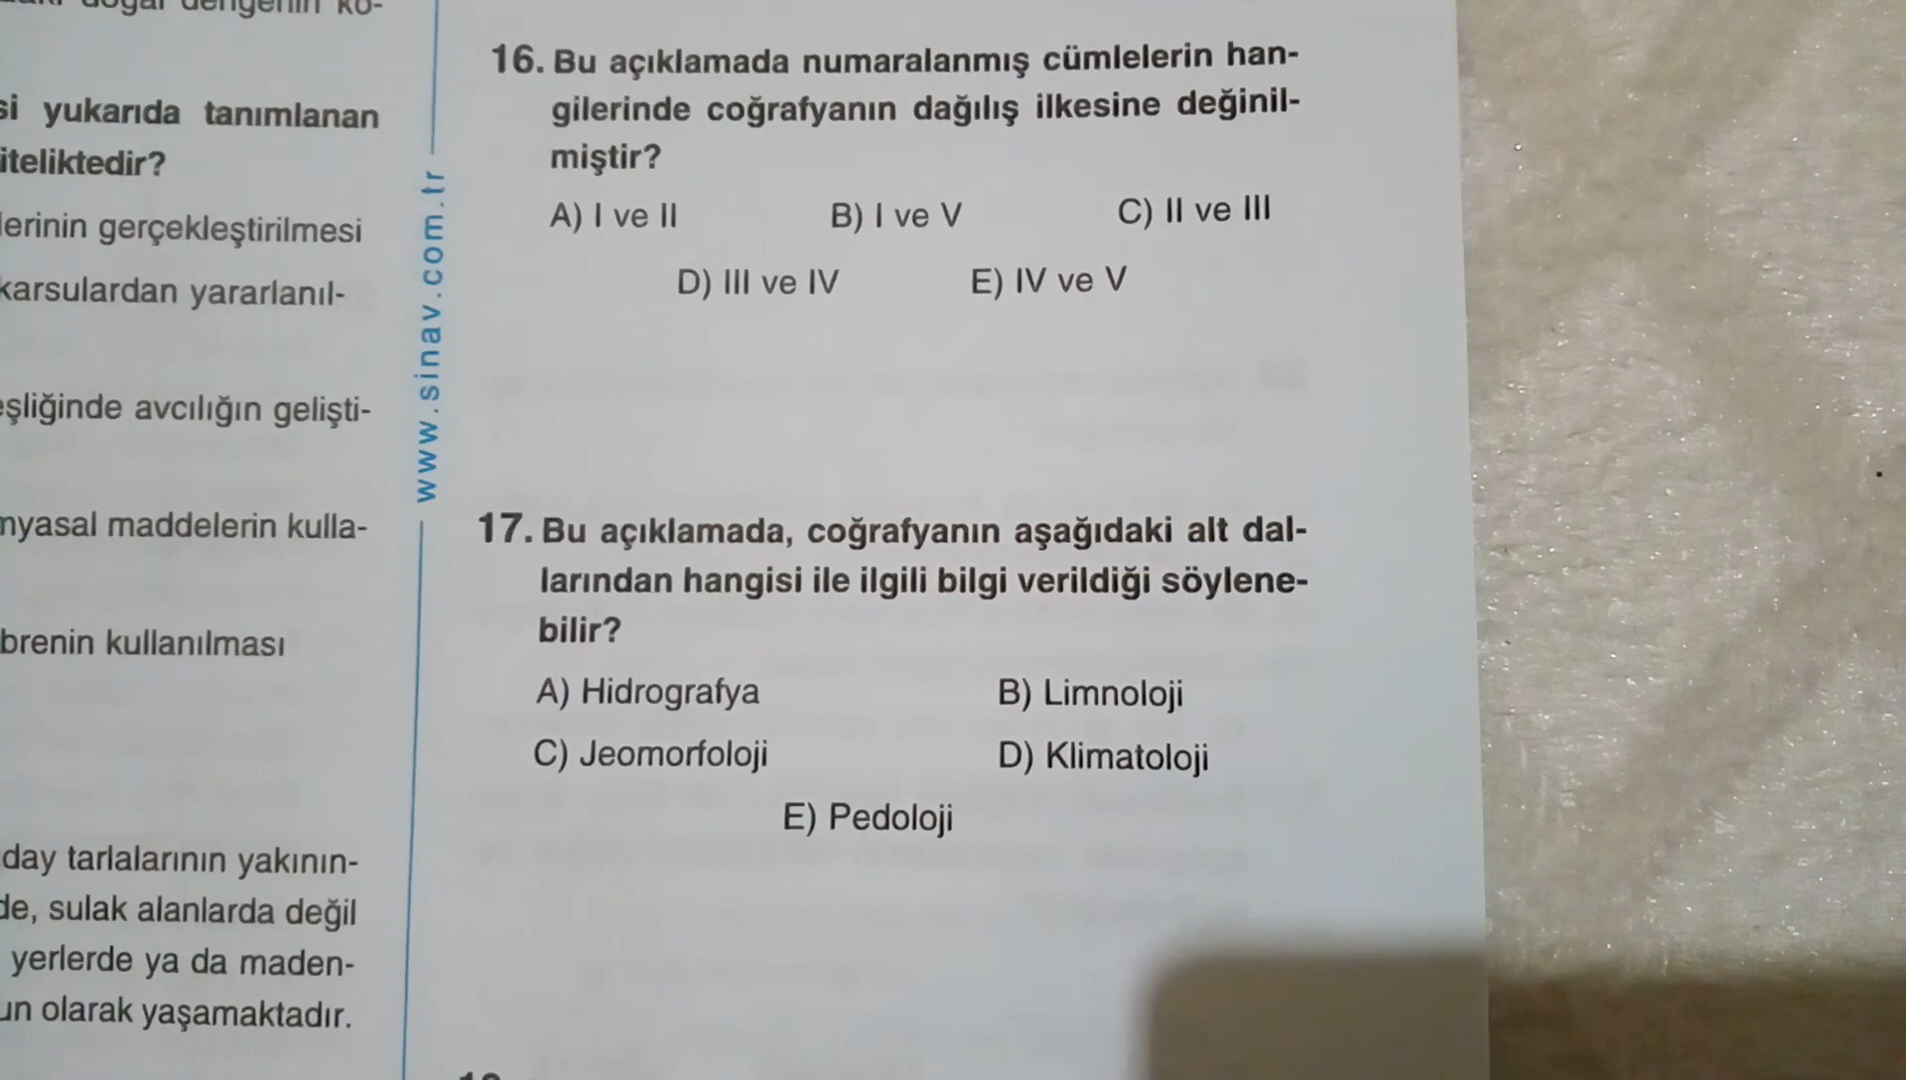 doğal dengenin ko-
si yukarıda tanımlanan
iteliktedir?
lerinin gerçekleştirilmesi
karsulardan yararlanıl-
eşliğinde avcılığın gelişti-
nyasal maddelerin kulla-
brenin kullanılması
day tarlalarının yakının-
de, sulak alanlarda değil
yerlerde ya da maden-
un olarak yaşamaktadır.
www.sinav.com.tr
16. Bu açıklamada numaralanmış cümlelerin han-
gilerinde coğrafyanın dağılış ilkesine değinil-
miştir?
A) I ve II B) I ve V C) II ve III
D) III ve IV E) IV ve V
17. Bu açıklamada, coğrafyanın aşağıdaki alt dal-
larından hangisi ile ilgili bilgi verildiği söylene-
bilir?
A) Hidrografya B) Limnoloji
C) Jeomorfoloji D) Klimatoloji
E) Pedoloji